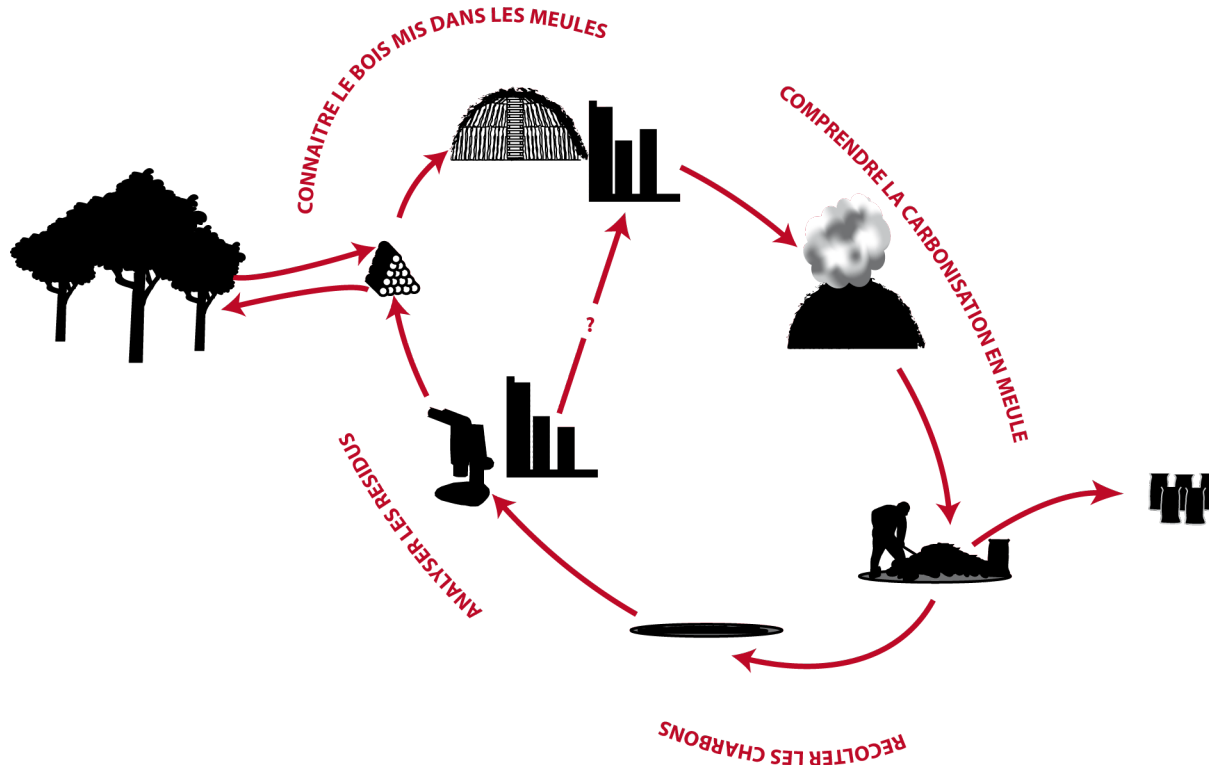 CONNAITRE LE BOIS MIS DANS LES MEULES
COMPRENDRE LA CARBONISATION EN MEULE
?
ANALYSER LES RESIDUS
RECOLTER LES CHARBONS